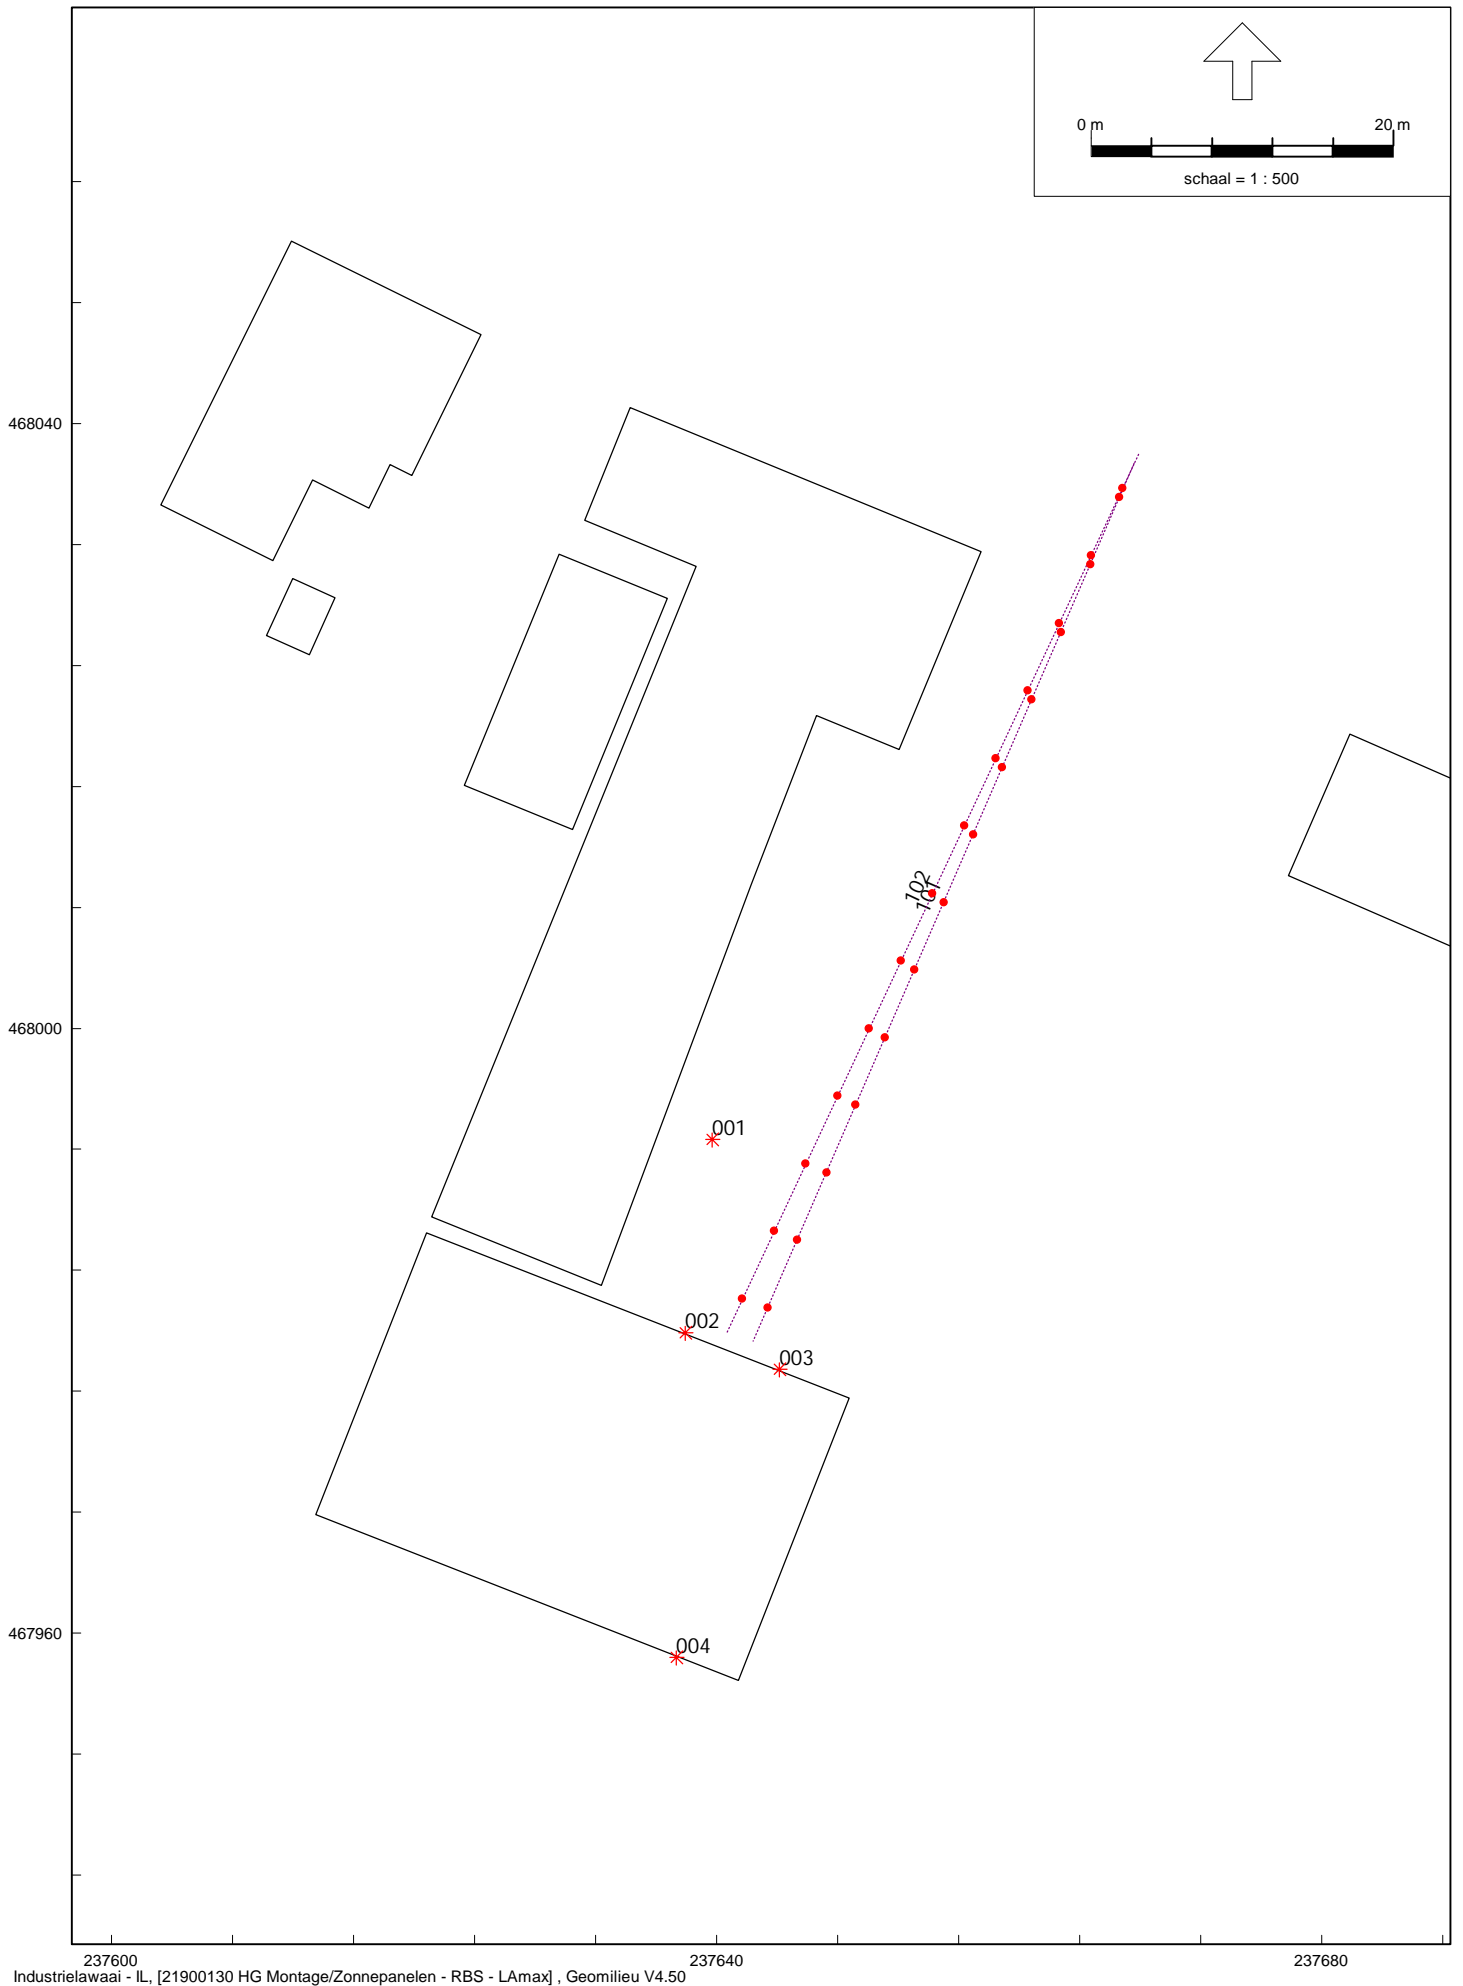 0 m 20 m
schaal = 1 : 500
468040
102
101
468000
001
002
003
467960
004
237600 237640 237680
Industrielawaai - IL, [21900130 HG Montage/Zonnepanelen - RBS - LAmax] , Geomilieu V4.50